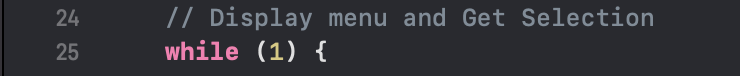 24 // Display menu and Get Selection
25 while (1) {